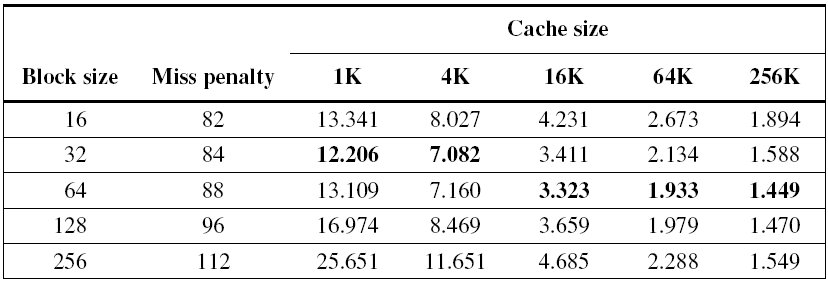 Cache size
Block size Miss penalty 1K 4K 16K 64K 256K
16 82 13.341 8.027 4.231 2.673 1.894
32 84 12.206 7.082 3.411 2.134 1.588
64 88 13.109 7.160 3.323 1.933 1.449
128 96 16.974 8.469 3.659 1.979 1.470
256 112 25.651 11.651 4.685 2.288 1.549